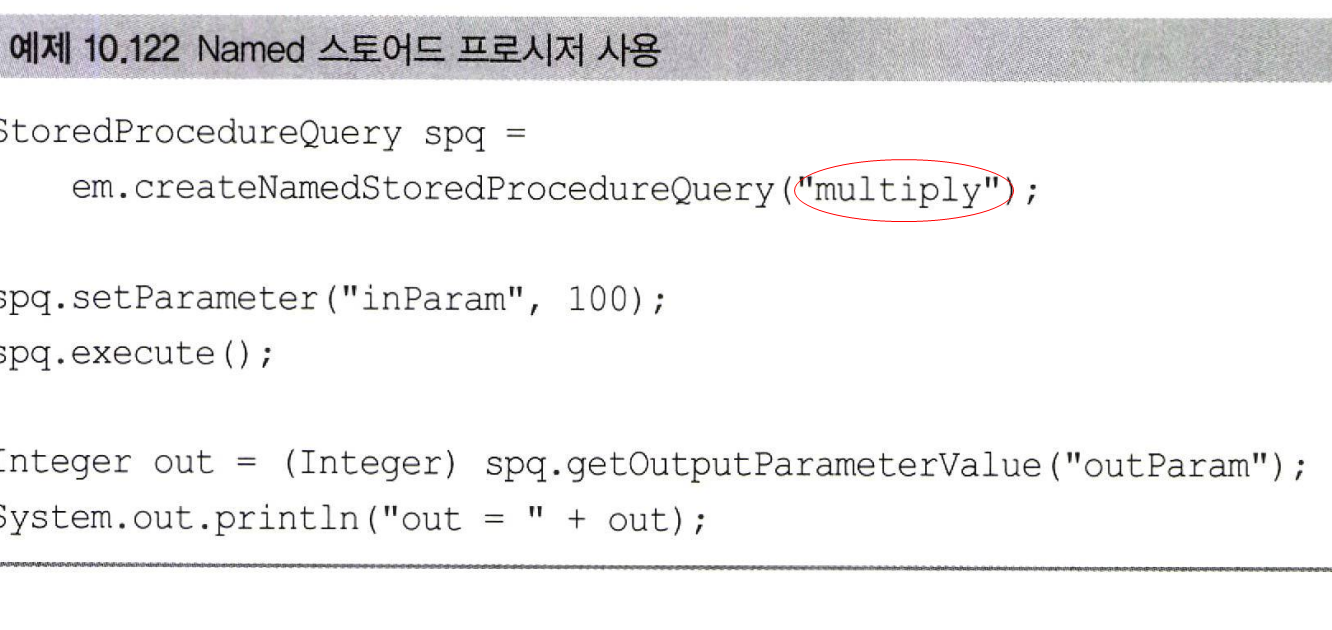 예제 10.122 Named 스토어드 프로시저 사용
StoredProcedureQuery spq =
em.createNamedStoredProcedureQuery("multiply");
spq.setParameter("inParam", 100);
spq.execute();
Integer out = (Integer) spq.getOutputParameterValue("outParam");
System.out.println("out = " + out);